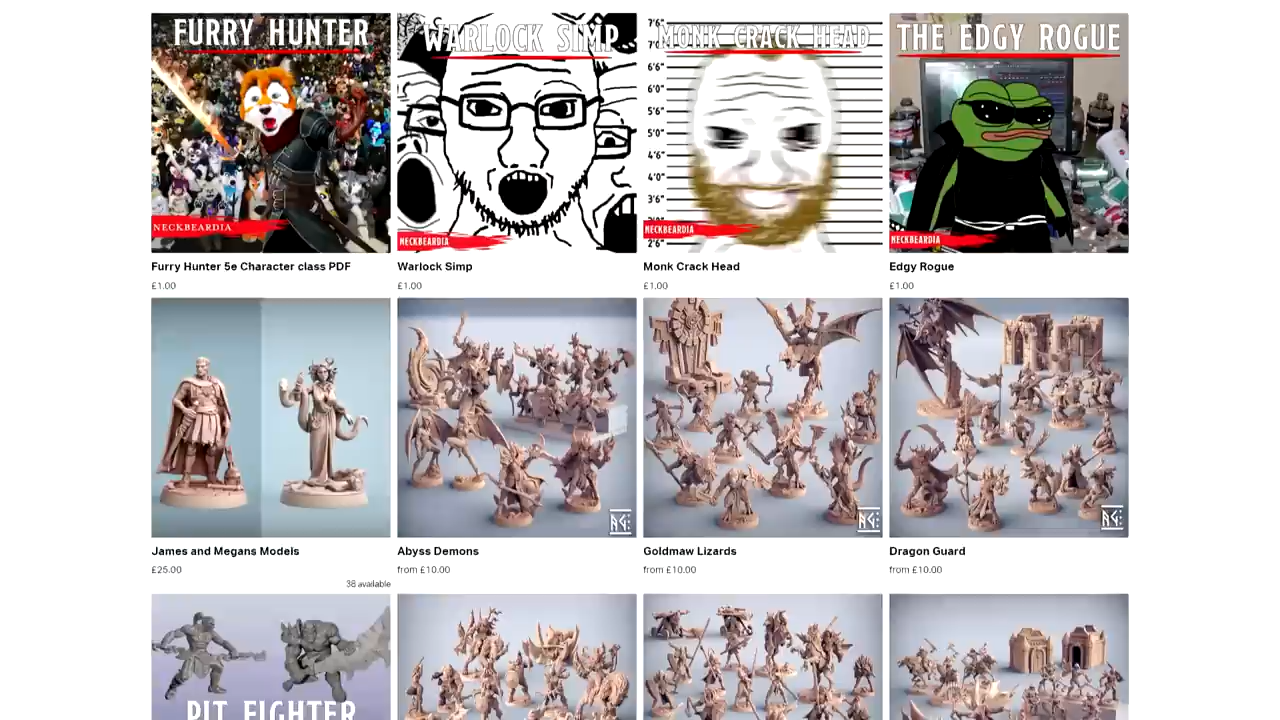 FURRY HUNTER
NECKBEARDIA
WARLOCK SIMP
NECKBEARDIA
MONK CRACK HEAD
7'6"
7'0"
6'6"
6'0"
5'6"
5'0"
4'6"
4'0"
3'6"
2'6"
NECKBEARDIA
THE EDGY ROGUE
NECKBEARDIA
Furry Hunter 5e Character class PDF
£1.00
Warlock Simp
£1.00
Monk Crack Head
£1.00
Edgy Rogue
£1.00
James and Megans Models
£25.00
38 available
Abyss Demons
from £10.00
Goldmaw Lizards
from £10.00
Dragon Guard
from £10.00
PIT FIGHTER